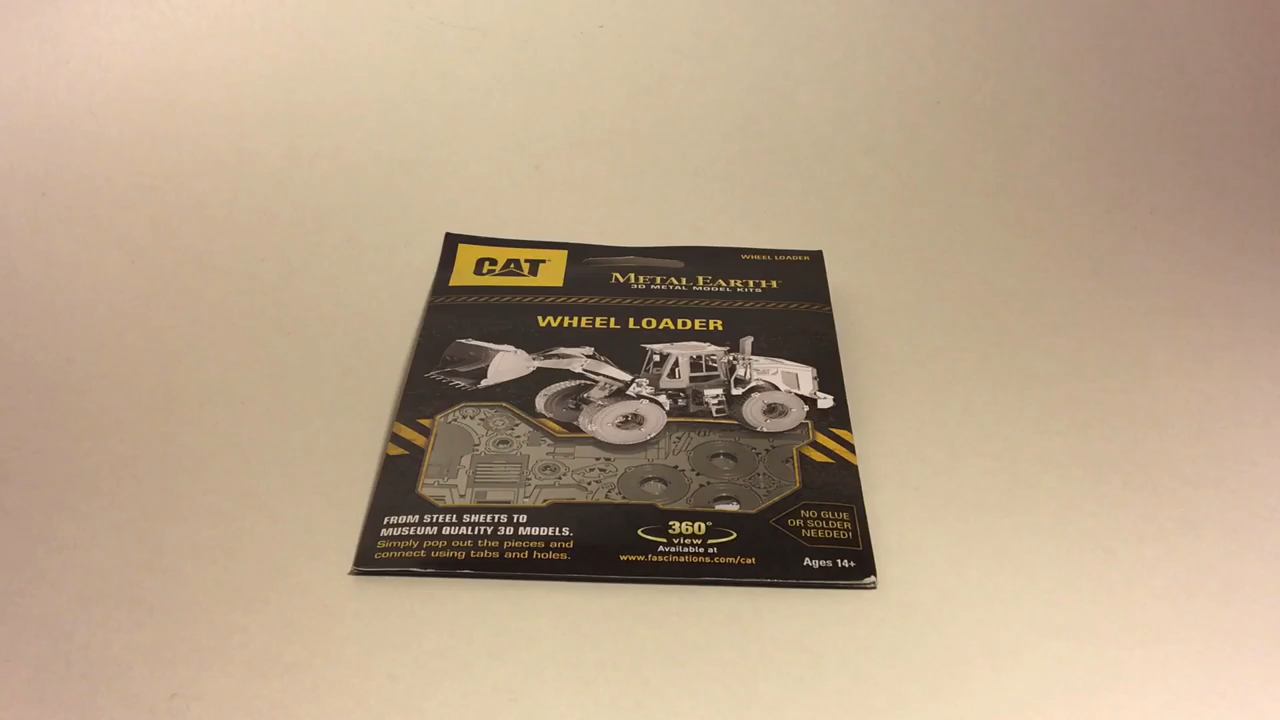 CAT
METAL EARTH®
3D METAL MODEL KITS
WHEEL LOADER
WHEEL LOADER
FROM STEEL SHEETS TO
MUSEUM QUALITY 3D MODELS.
Simply pop out the pieces and
connect using tabs and holes.
360°
view
Available at
www.fascinations.com/cat
NO GLUE
OR SOLDER
NEEDED!
Ages 14+